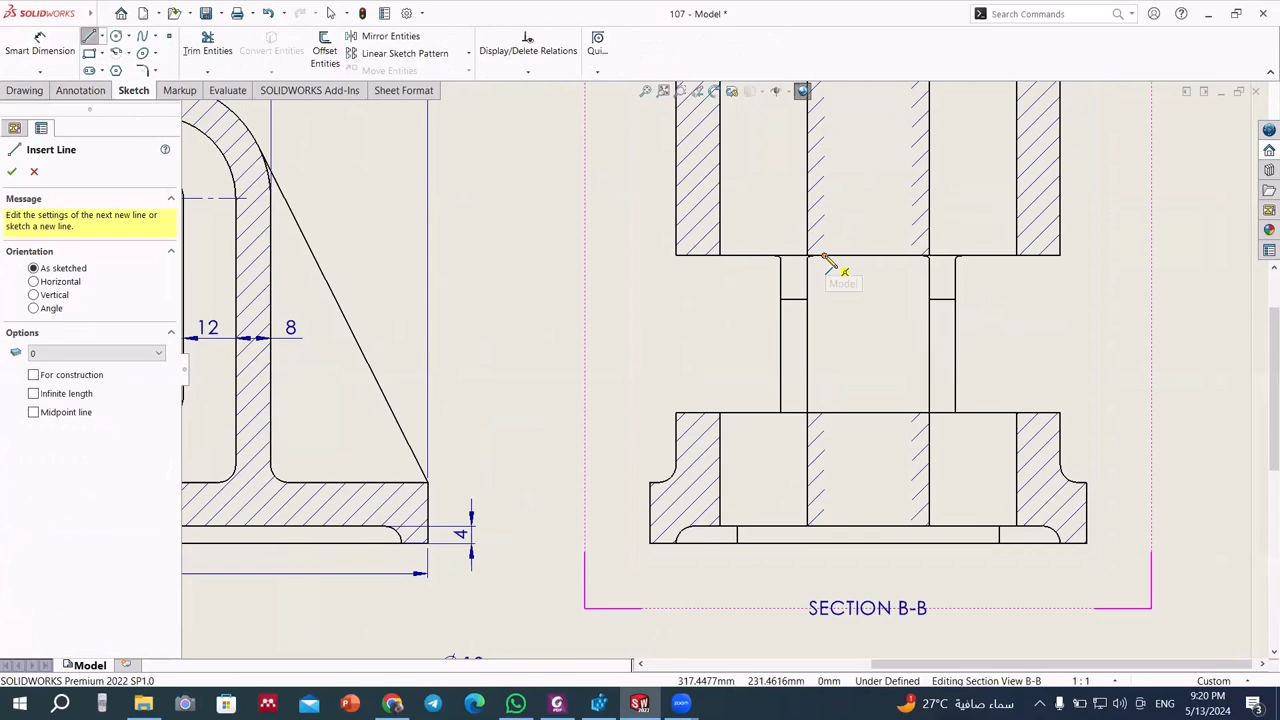 SOLIDWORKS
107 - Model *
Search Commands
Smart Dimension
Trim Entities
Convert Entities
Offset Entities
Mirror Entities
Linear Sketch Pattern
Move Entities
Display/Delete Relations
Qui...
Drawing
Annotation
Sketch
Markup
Evaluate
SOLIDWORKS Add-Ins
Sheet Format
Insert Line
Message
Edit the settings of the next new line or
sketch a new line.
Orientation
As sketched
Horizontal
Vertical
Angle
Options
0
For construction
Infinite length
Midpoint line
12
8
4
Model
SECTION B-B
Model
SOLIDWORKS Premium 2022 SP1.0
317.4477mm
231.4616mm
0mm
Under Defined
Editing Section View B-B
1 : 1
Custom
27°C
سماء صافية
ENG
9:20 PM
5/13/2024